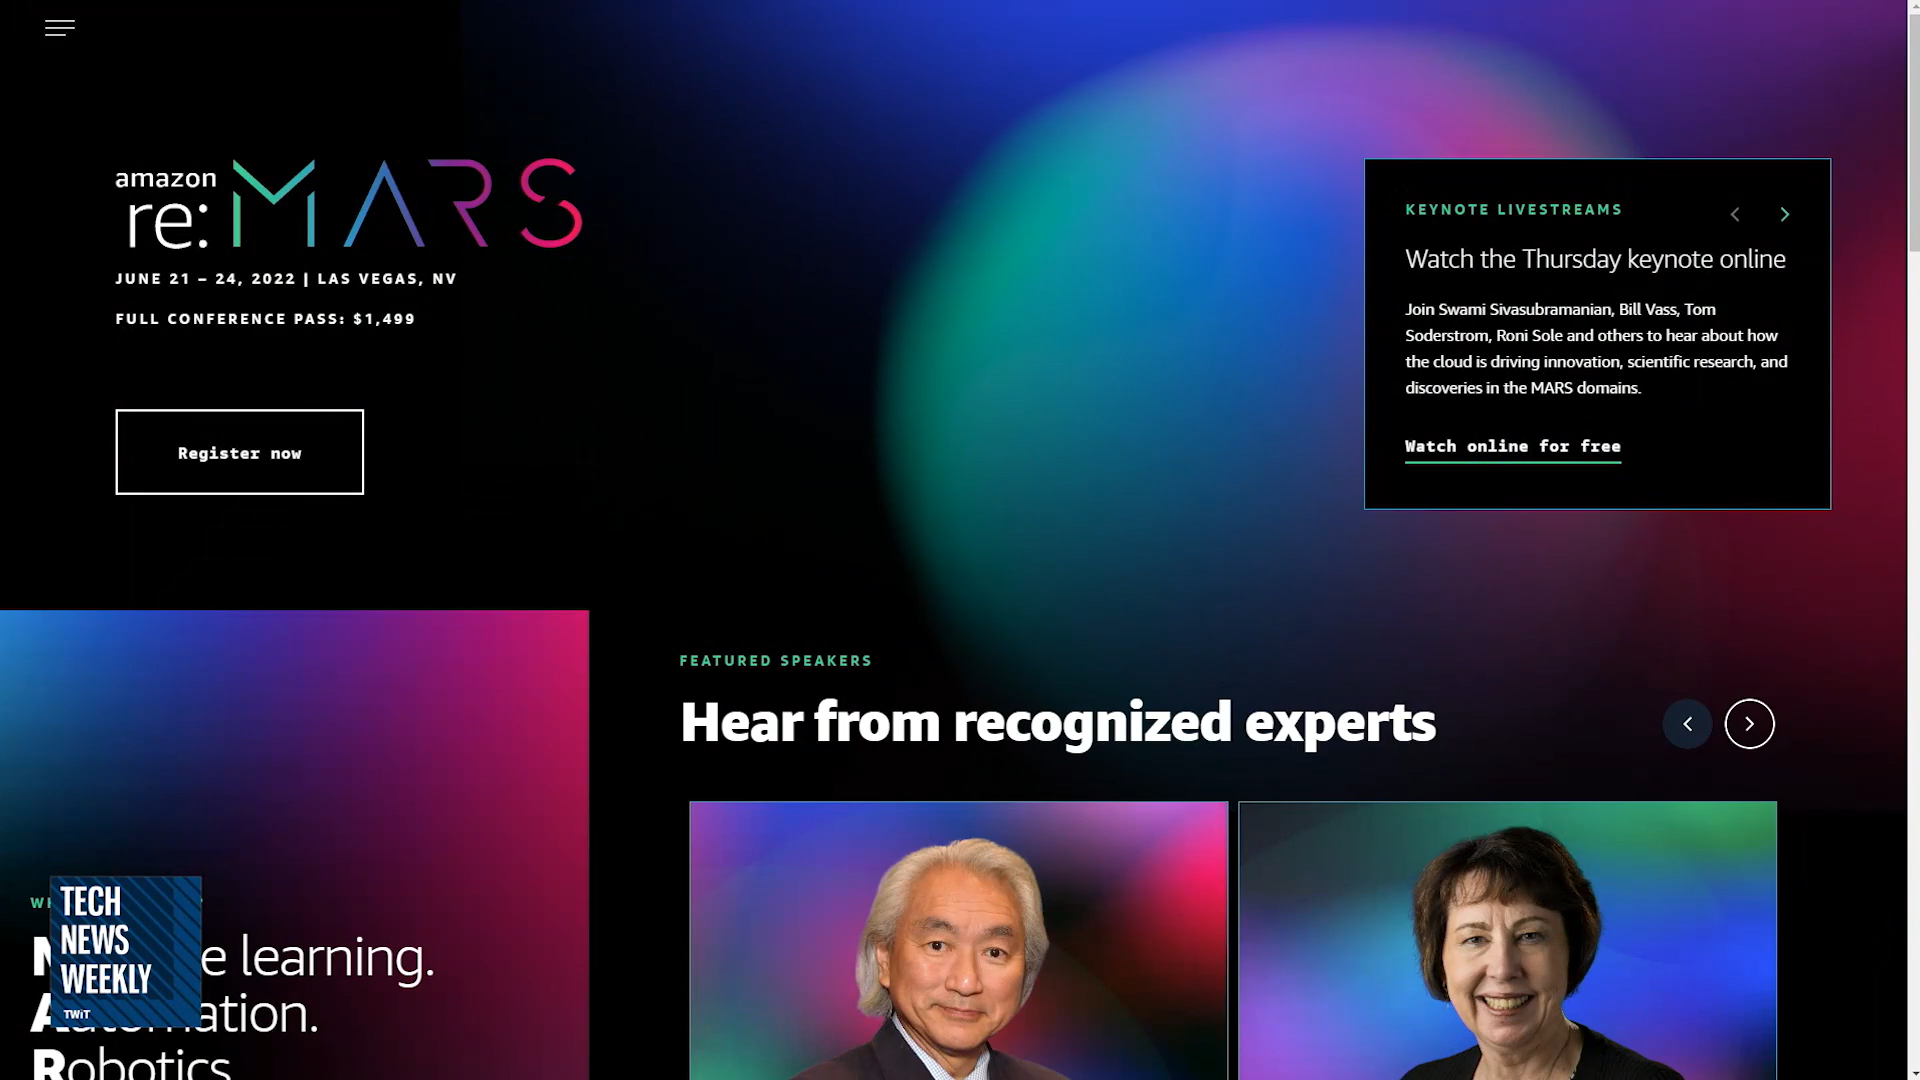 amazon
re:MARS
JUNE 21 – 24, 2022 | LAS VEGAS, NV
FULL CONFERENCE PASS: $1,499
Register now
KEYNOTE LIVESTREAMS
Watch the Thursday keynote online
Join Swami Sivasubramanian, Bill Vass, Tom
Soderstrom, Roni Sole and others to hear about how
the cloud is driving innovation, scientific research, and
discoveries in the MARS domains.
Watch online for free
FEATURED SPEAKERS
Hear from recognized experts
TECH
NEWS
WEEKLY
TWiT
learning.
Robotics